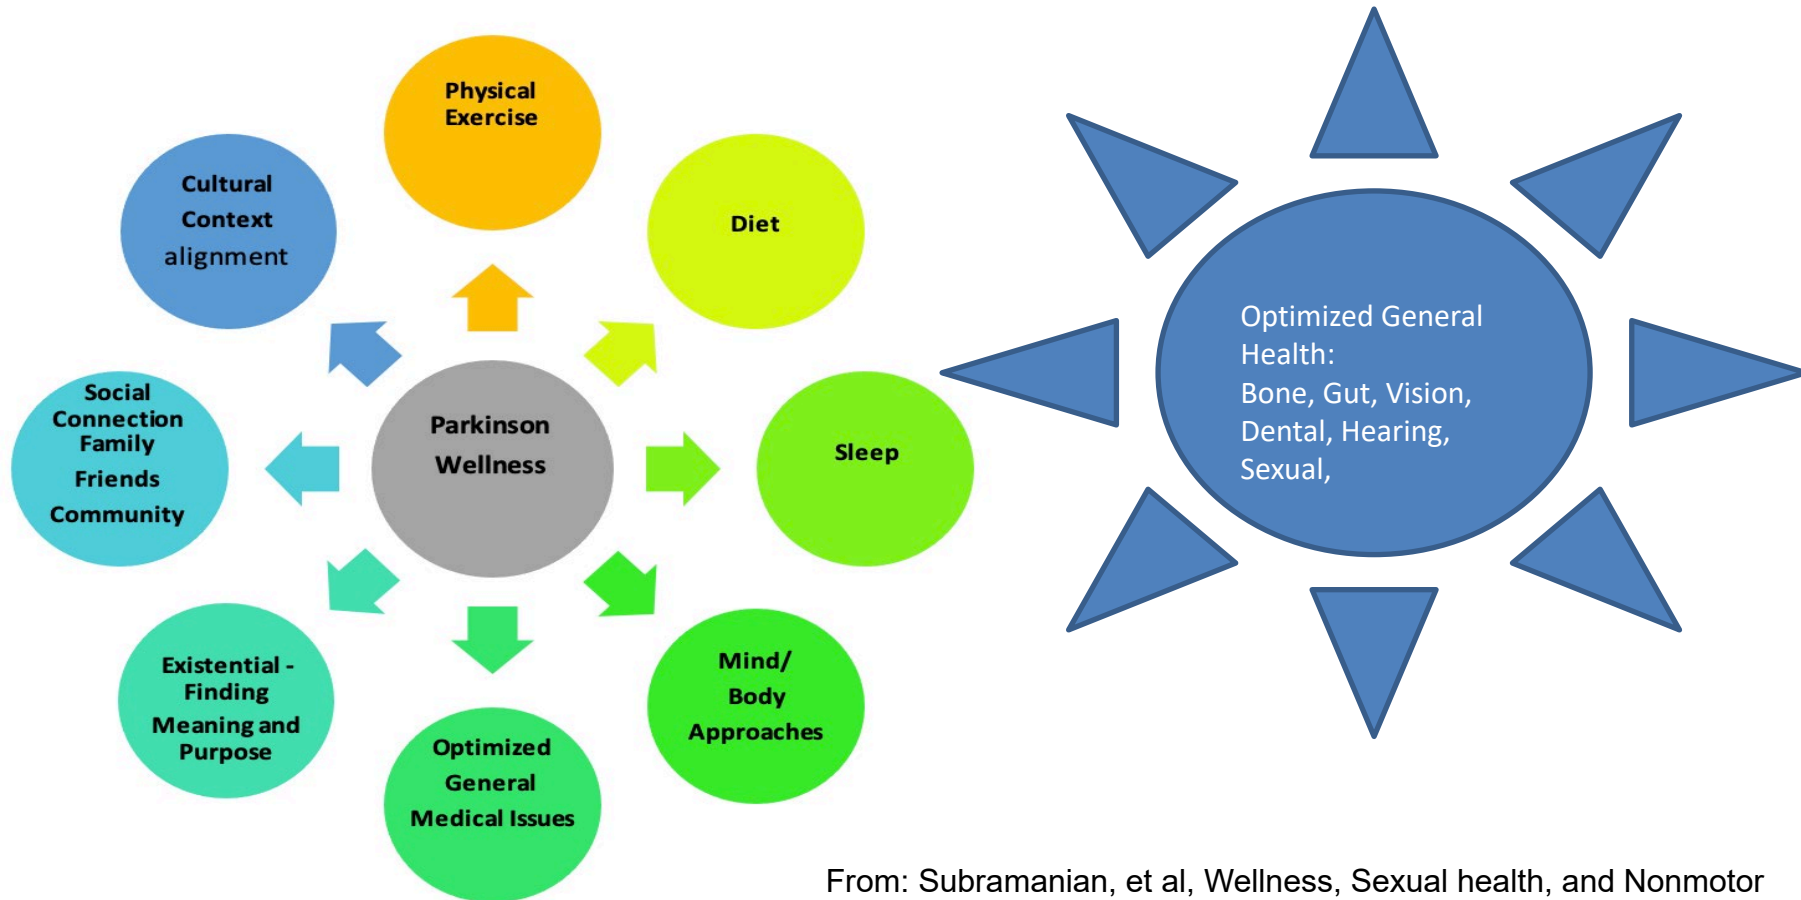 Physical
Exercise
Diet
Sleep
Mind/
Body
Approaches
Optimized
General
Medical Issues
Existential -
Finding
Meaning and
Purpose
Social
Connection
Family
Friends
Community
Cultural
Context
alignment
Parkinson
Wellness
Optimized General
Health:
Bone, Gut, Vision,
Dental, Hearing,
Sexual,
From: Subramanian, et al, Wellness, Sexual health, and Nonmotor